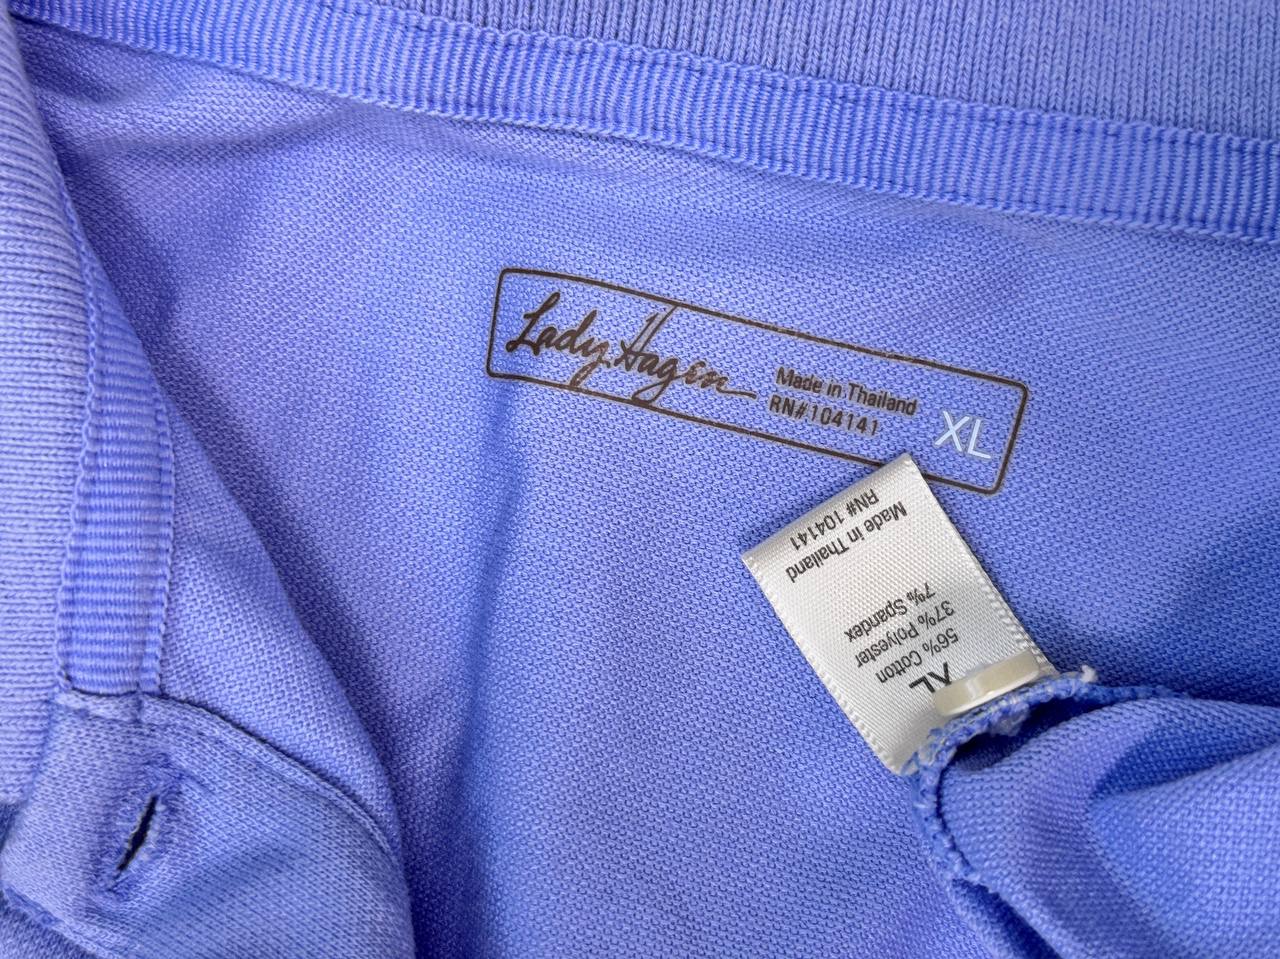 Lady Hagen
Made in Thailand
RN#104141
XL
XL
56% Cotton
37% Polyester
7% Spandex
Made in Thailand
RN# 104141